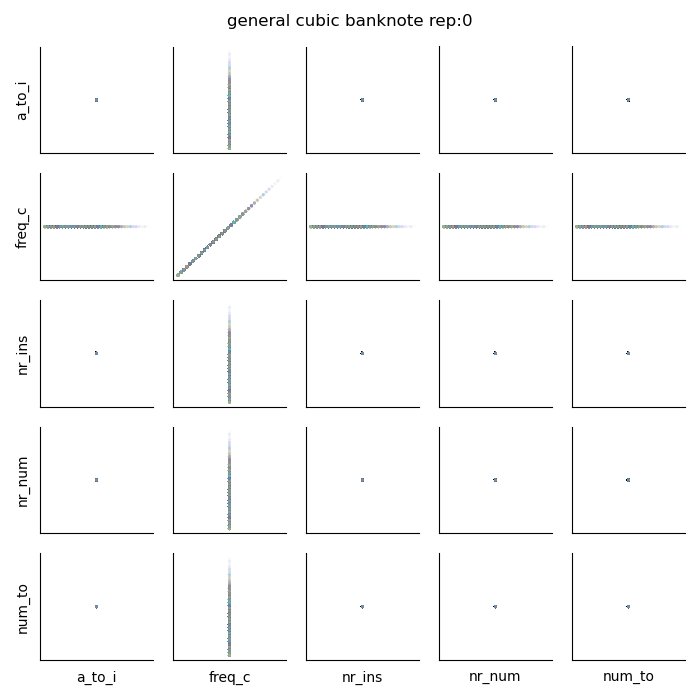 general cubic banknote rep:0
a_to_i
freq_c
nr_ins
nr_num
num_to
a_to_i freq_c nr_ins nr_num num_to